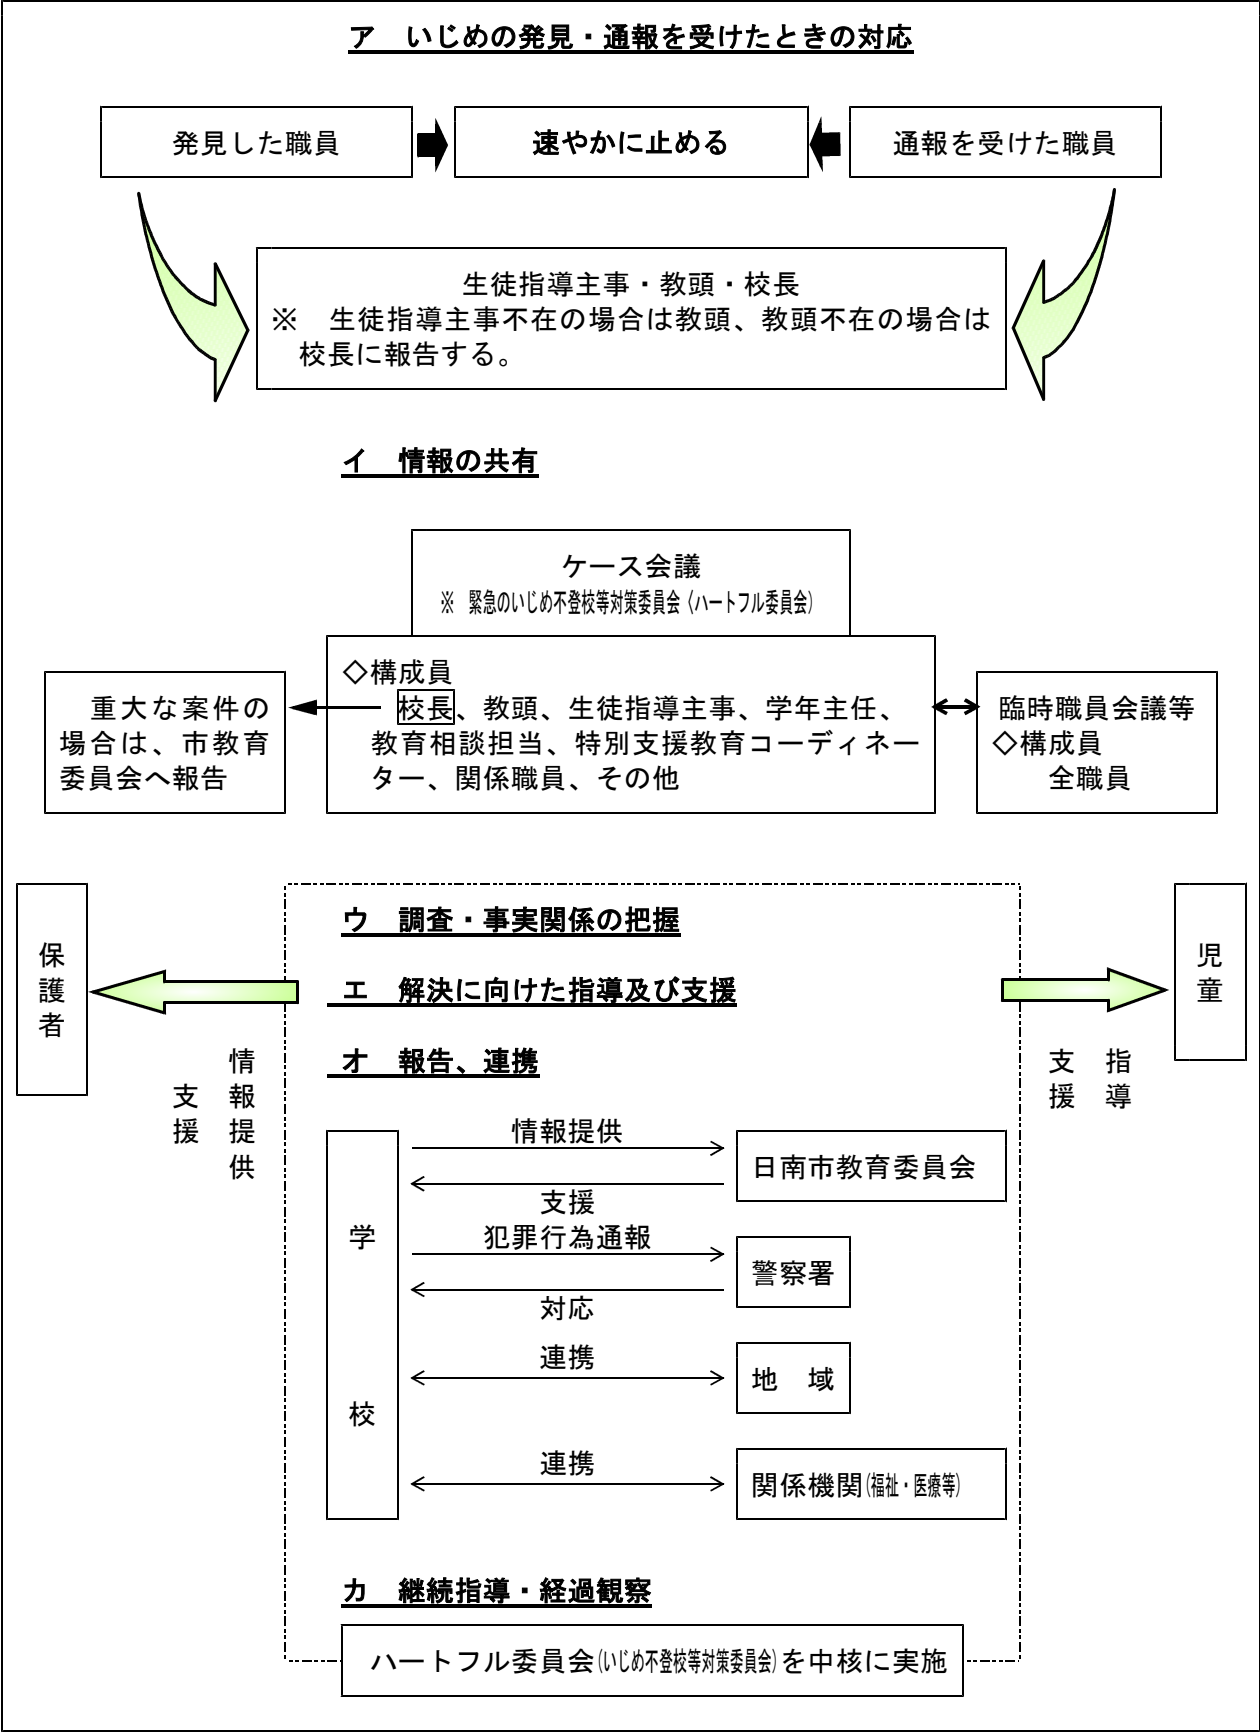 ア　いじめの発見・通報を受けたときの対応
発見した職員
速やかに止める
通報を受けた職員
生徒指導主事・教頭・校長
※　生徒指導主事不在の場合は教頭、教頭不在の場合は
校長に報告する。
イ　情報の共有
ケース会議
※　緊急のいじめ不登校等対策委員会（ハートフル委員会）
◇構成員
校長、教頭、生徒指導主事、学年主任、
教育相談担当、特別支援教育コーディネー
ター、関係職員、その他
重大な案件の
場合は、市教育
委員会へ報告
臨時職員会議等
◇構成員
全職員
保護者
ウ　調査・事実関係の把握
エ　解決に向けた指導及び支援
オ　報告、連携
児童
情報提供
支援
指導
支援
学校
情報提供
支援
日南市教育委員会
犯罪行為通報
対応
警察署
連携
地　域
連携
関係機関(福祉・医療等)
カ　継続指導・経過観察
ハートフル委員会(いじめ不登校等対策委員会)を中核に実施